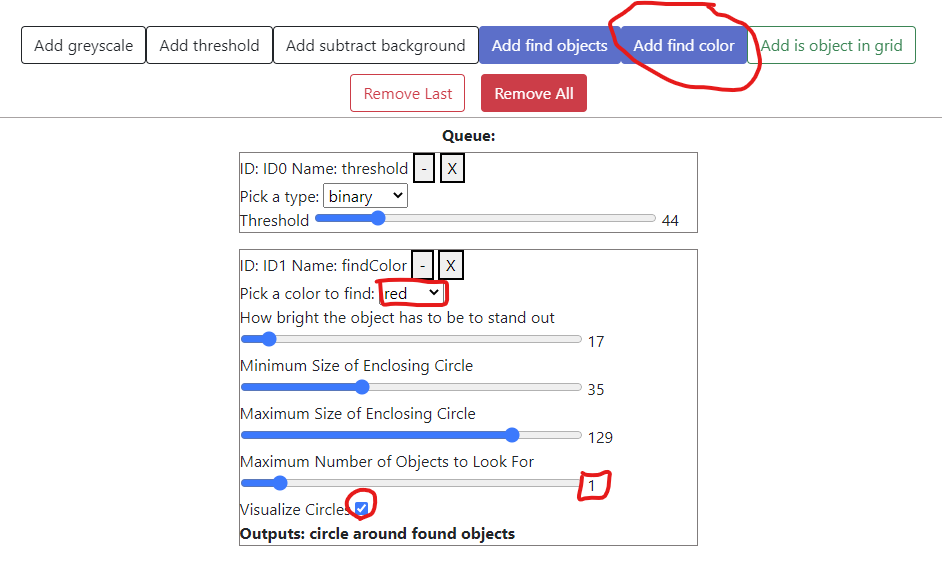 Add greyscale Add threshold Add subtract background Add find objects Add find color Add is object in grid
Remove Last Remove All
Queue:
ID: ID0 Name: threshold - X
Pick a type: binary
Threshold 44
ID: ID1 Name: findColor - X
Pick a color to find: red
How bright the object has to be to stand out
17
Minimum Size of Enclosing Circle
35
Maximum Size of Enclosing Circle
129
Maximum Number of Objects to Look For
1
Visualize Circles
Outputs: circle around found objects